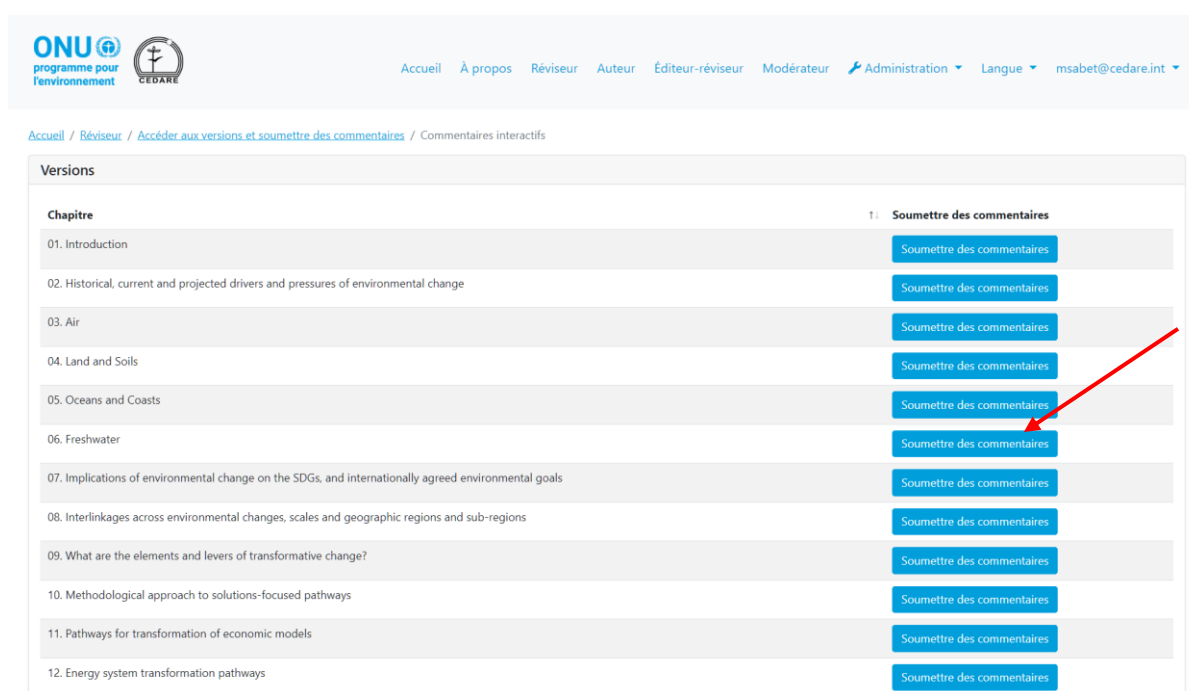 ONU
programme pour
l'environnement
CEDARE
Accueil À propos Réviseur Auteur Éditeur-réviseur Modérateur Administration Langue msabet@cedare.int
Accueil / Réviseur / Accéder aux versions et soumettre des commentaires / Commentaires interactifs
Versions
Chapitre Soumettre des commentaires
01. Introduction Soumettre des commentaires
02. Historical, current and projected drivers and pressures of environmental change Soumettre des commentaires
03. Air Soumettre des commentaires
04. Land and Soils Soumettre des commentaires
05. Oceans and Coasts Soumettre des commentaires
06. Freshwater Soumettre des commentaires
07. Implications of environmental change on the SDGs, and internationally agreed environmental goals Soumettre des commentaires
08. Interlinkages across environmental changes, scales and geographic regions and sub-regions Soumettre des commentaires
09. What are the elements and levers of transformative change? Soumettre des commentaires
10. Methodological approach to solutions-focused pathways Soumettre des commentaires
11. Pathways for transformation of economic models Soumettre des commentaires
12. Energy system transformation pathways Soumettre des commentaires